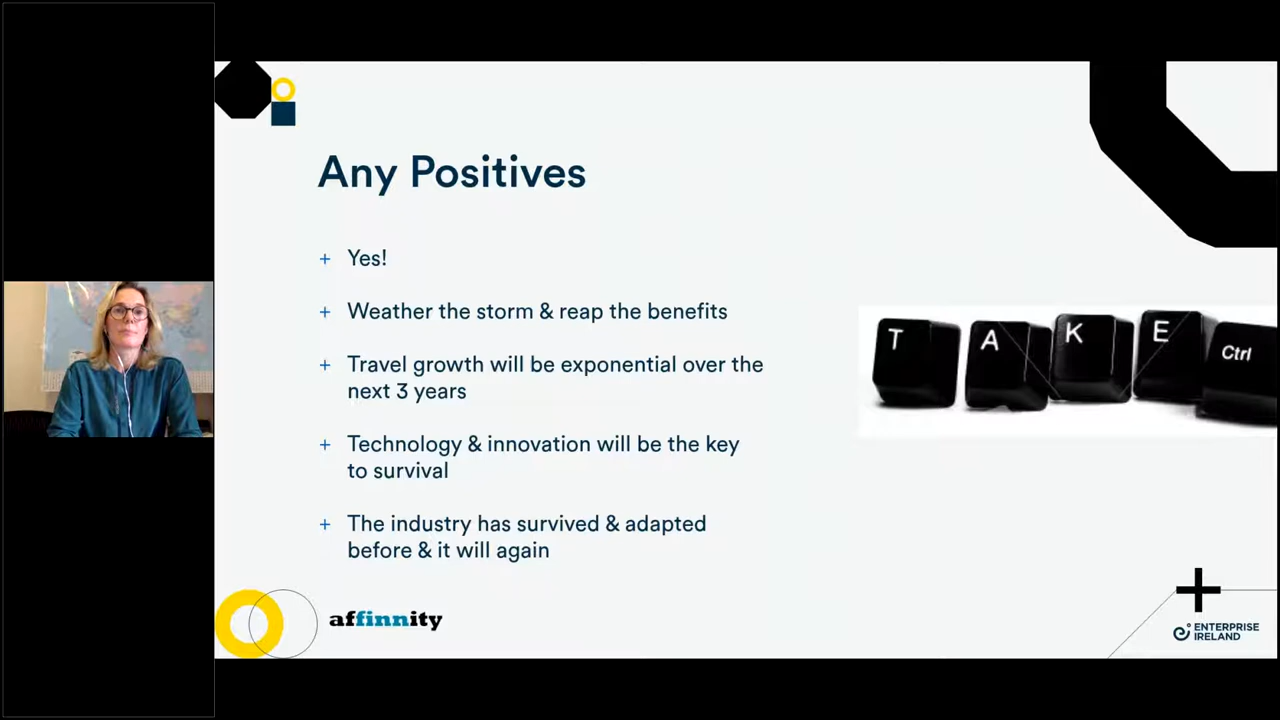 Any Positives
+ Yes!
+ Weather the storm & reap the benefits
+ Travel growth will be exponential over the
next 3 years
+ Technology & innovation will be the key
to survival
+ The industry has survived & adapted
before & it will again
T A K E Ctrl
affinnity
ENTERPRISE
IRELAND